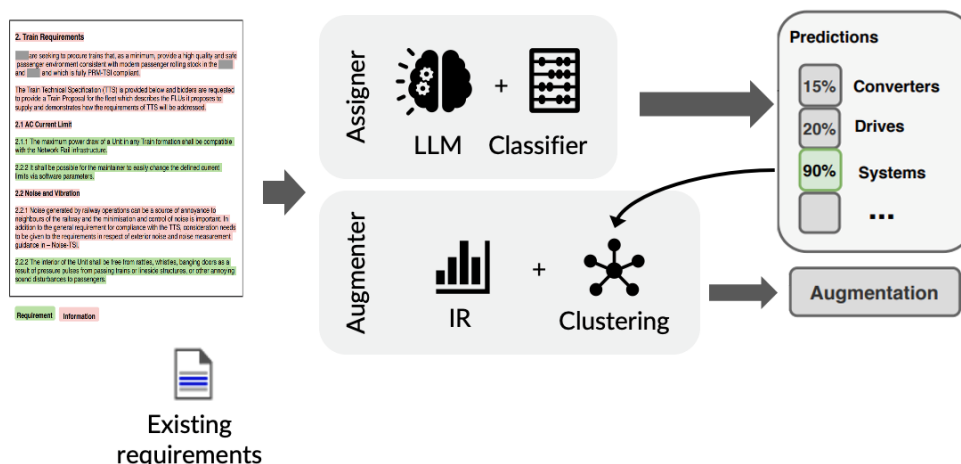 2. Train Requirements
are seeking to procure trains that, as a minimum, provide a high quality and safe
passenger environment consistent with modern passenger rolling stock in the
and and which is fully PRM-TSI compliant.
The Train Technical Specification (TTS) is provided below and bidders are requested
to provide a Train Proposal for the fleet which describes the FLUs it proposes to
supply and demonstrates how the requirements of TTS will be addressed.
2.1 AC Current Limit
2.1.1 The maximum power draw of a Unit in any Train formation shall be compatible
with the Network Rail infrastructure.
2.2.2 It shall be possible for the maintainer to easily change the defined current
limits via software parameters.
2.2 Noise and Vibration
2.2.1 Noise generated by railway operations can be a source of annoyance to
neighbours of the railway and the minimisation and control of noise is important. In
addition to the general requirement for compliance with the TTS, consideration needs
to be given to the requirements in respect of exterior noise and noise measurement
guidance in – Noise-TSI.
2.2.2 The interior of the Unit shall be free from rattles, whistles, banging doors as a
result of pressure pulses from passing trains or lineside structures, or other annoying
sound disturbances to passengers.
Requirement Information
Existing
requirements
Assigner
LLM + Classifier
Augmenter
IR + Clustering
Predictions
15% Converters
20% Drives
90% Systems
...
Augmentation